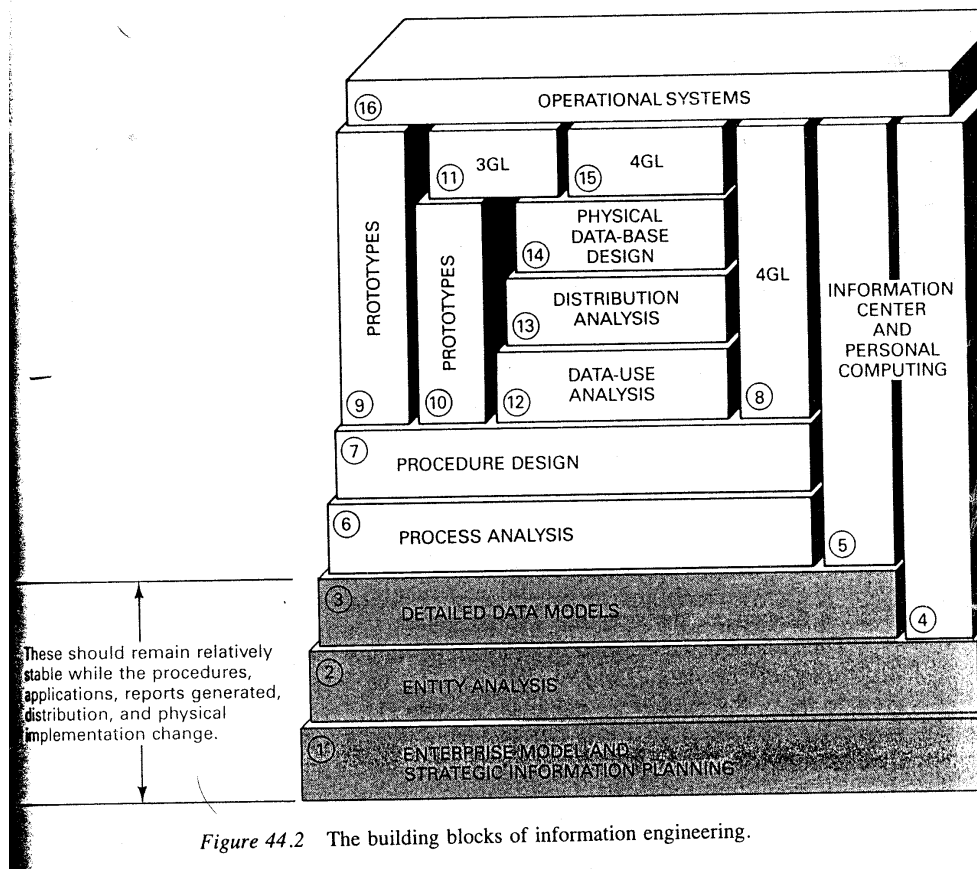 16 OPERATIONAL SYSTEMS
11 3GL
15 4GL
PROTOTYPES
9
PROTOTYPES
10
14 PHYSICAL
DATA-BASE
DESIGN
13 DISTRIBUTION
ANALYSIS
12 DATA-USE
ANALYSIS
4GL
8
INFORMATION
CENTER
AND
PERSONAL
COMPUTING
7 PROCEDURE DESIGN
6 PROCESS ANALYSIS
5
3 DETAILED DATA MODELS
4
2 ENTITY ANALYSIS
1 ENTERPRISE MODEL AND
STRATEGIC INFORMATION PLANNING
These should remain relatively
stable while the procedures,
applications, reports generated,
distribution, and physical
implementation change.
Figure 44.2 The building blocks of information engineering.